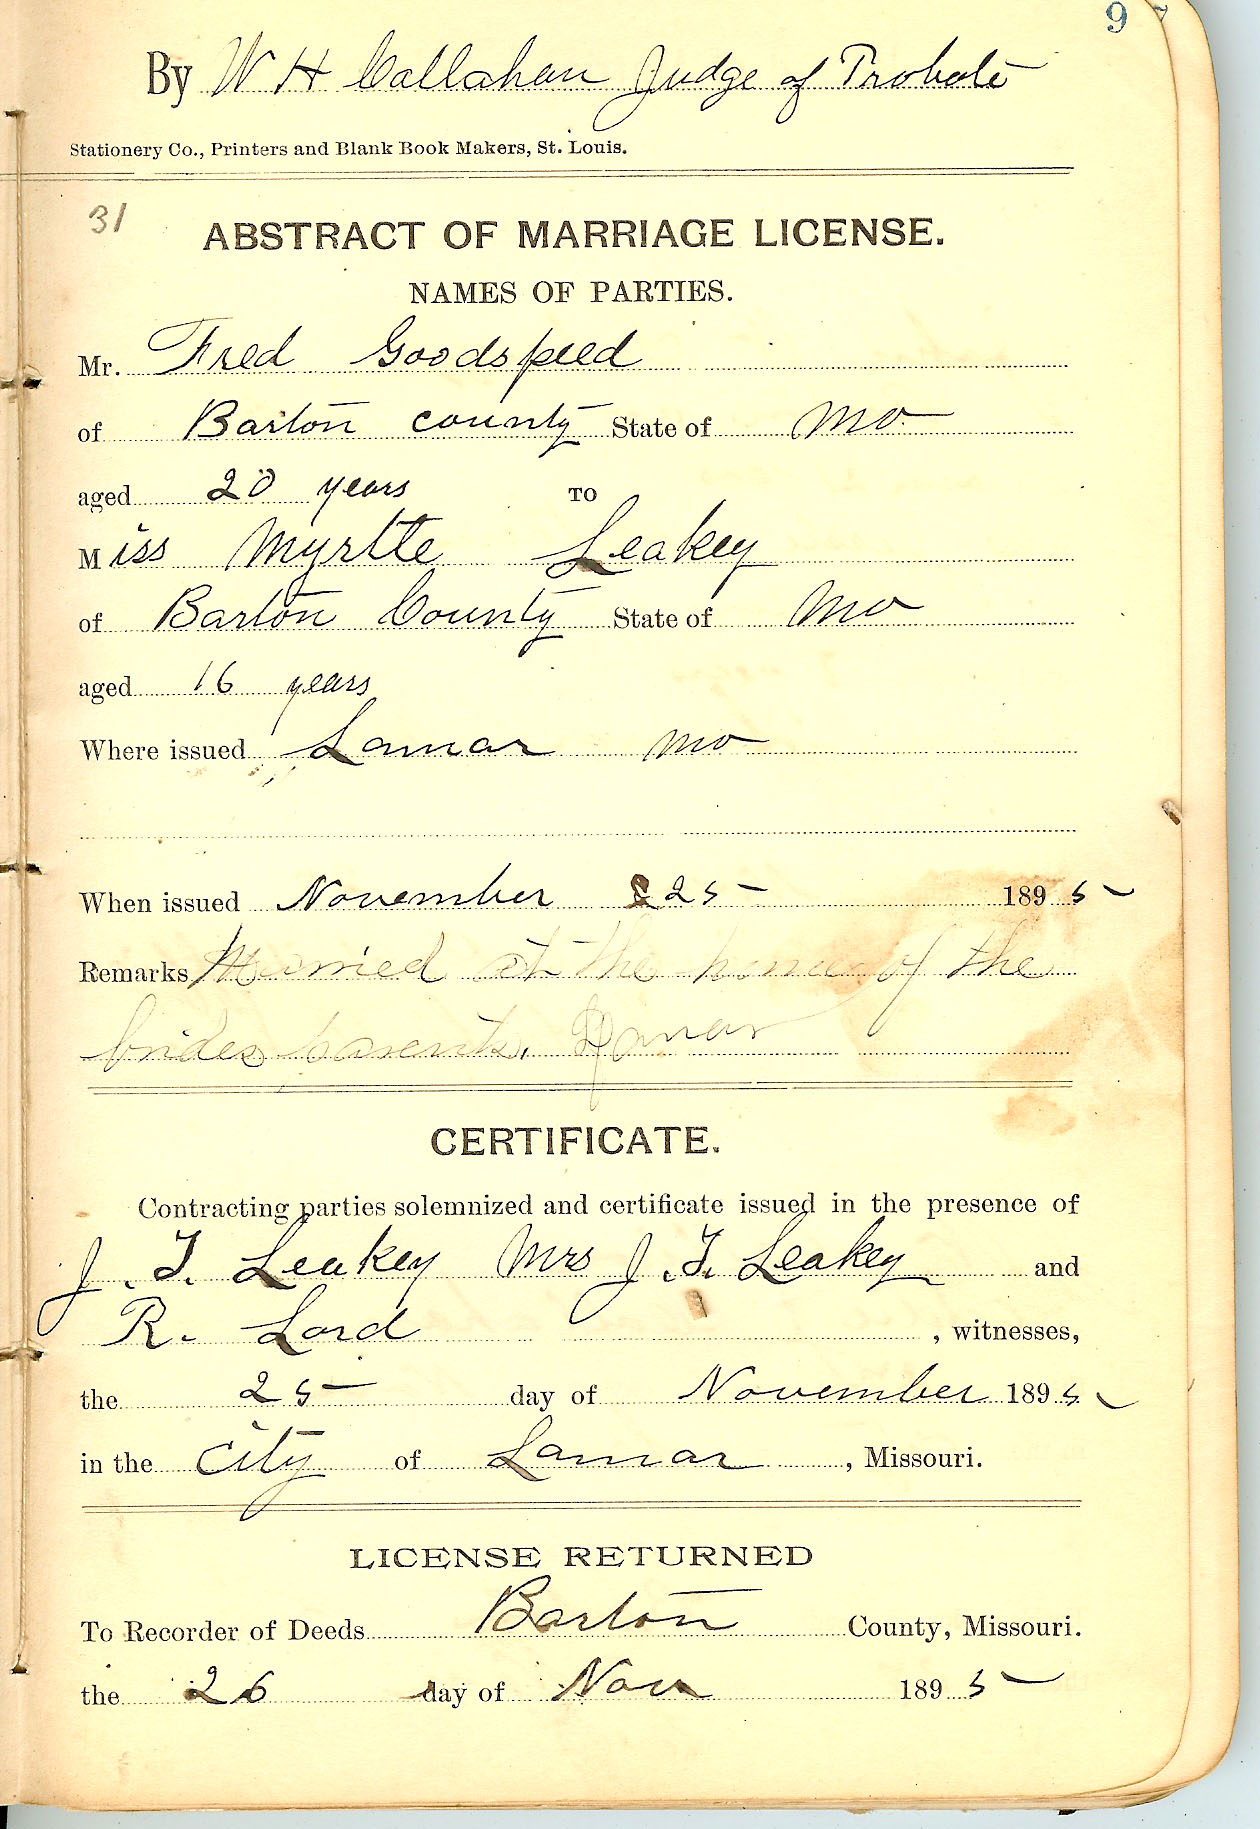 9
By W H Callahan Judge of Probate
Stationery Co., Printers and Blank Book Makers, St. Louis.
31
ABSTRACT OF MARRIAGE LICENSE.
NAMES OF PARTIES.
Mr. Fred Goodspeed
of Barton county State of Mo
aged 20 years TO
Miss Myrtte Leakey
of Barton County State of Mo
aged 16 years
Where issued Lamar Mo
When issued November 25 1895
Remarks Married at the home of the
brides parents. Lamar
CERTIFICATE.
Contracting parties solemnized and certificate issued in the presence of
J. T. Leakey Mrs J. T. Leakey and
R. Lord , witnesses,
the 25 day of November 1895
in the City of Lamar , Missouri.
LICENSE RETURNED
To Recorder of Deeds Barton County, Missouri.
the 26 day of Nov 1895